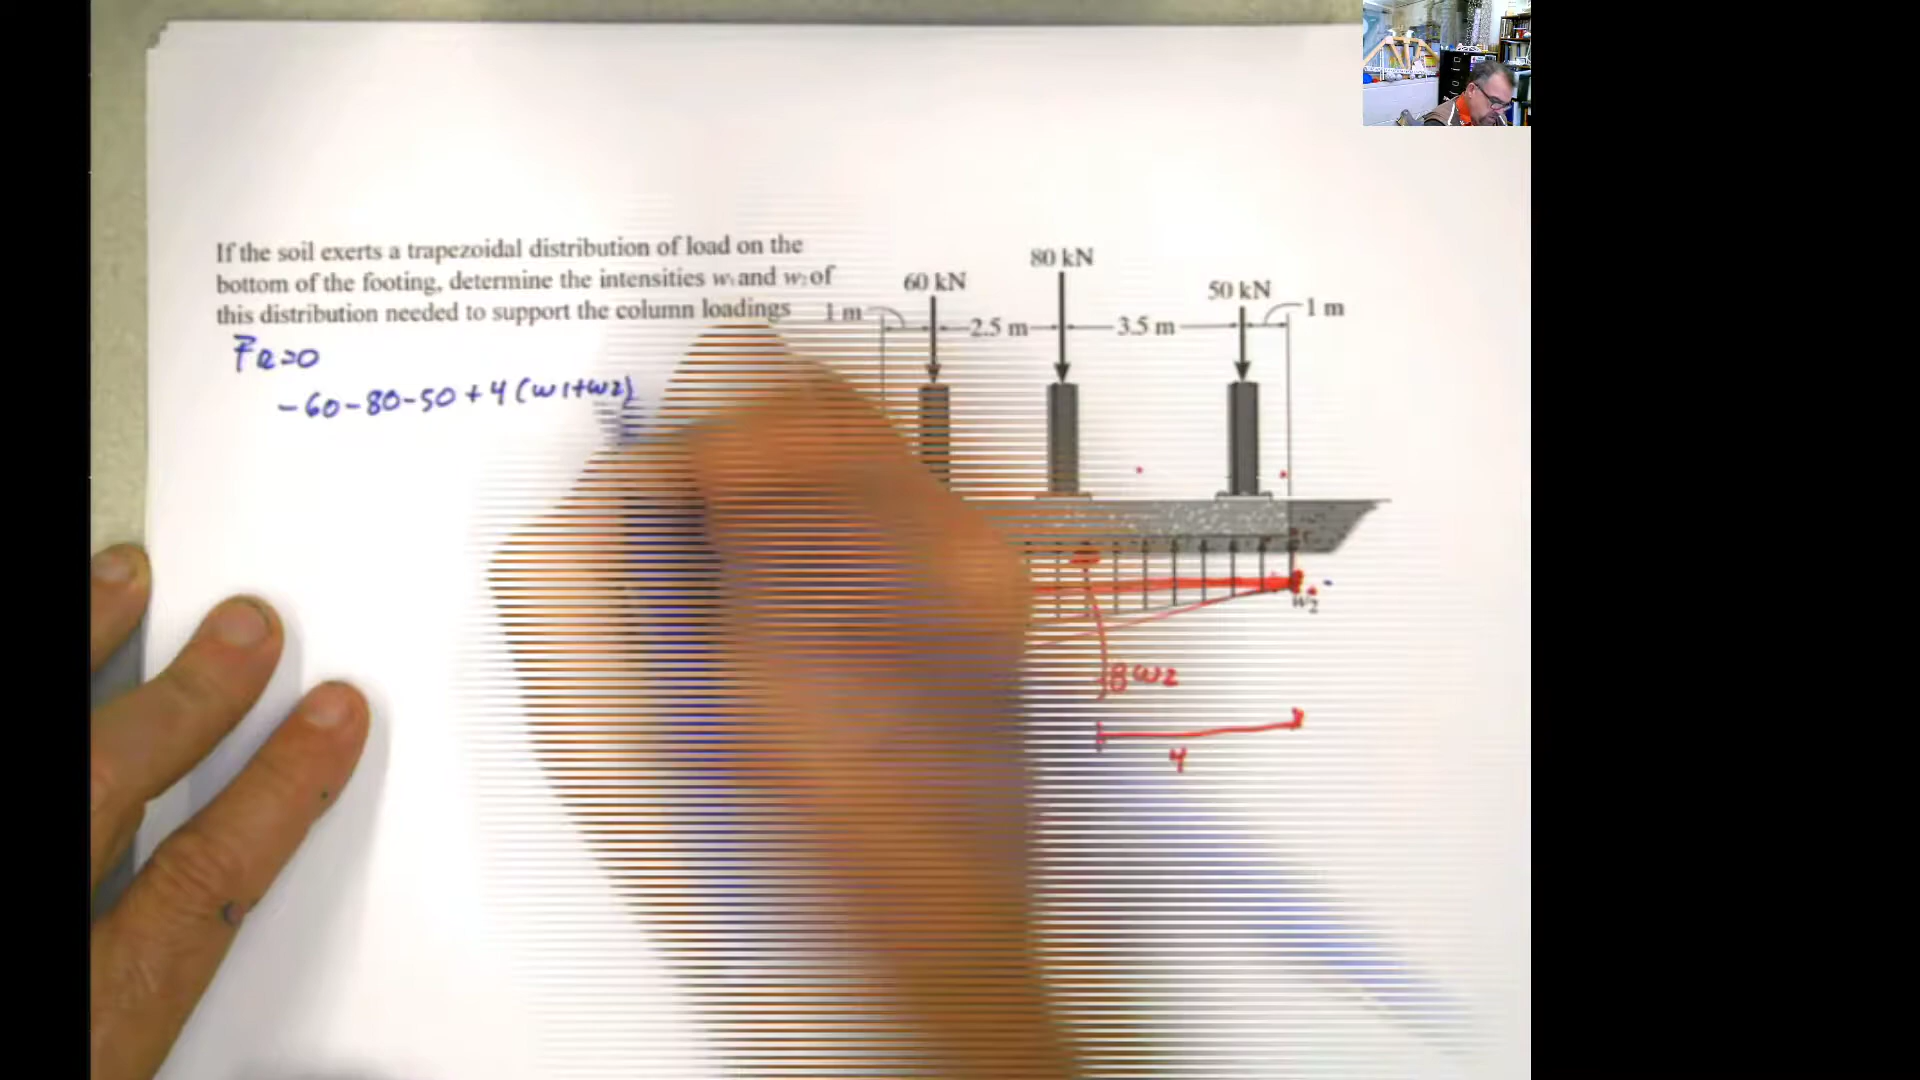 If the soil exerts a trapezoidal distribution of load on the
bottom of the footing, determine the intensities w₁ and w₂ of
this distribution needed to support the column loadings
FR=0
-60-80-50+4(w1+w2)
80 kN
60 kN
50 kN
1 m
2.5 m
3.5 m
1 m
w₂
8w2
4